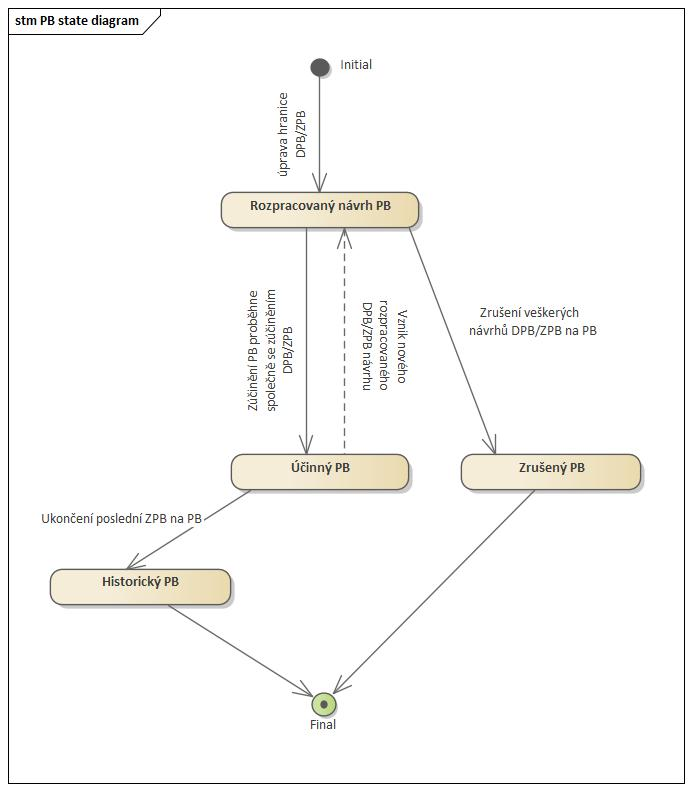 stm PB state diagram
Initial
úprava hranice
DPB/ZPB
Rozpracovaný návrh PB
Zúčinění PB proběhne
společně se zúčiněním
DPB/ZPB
Vznik nového
rozpracovaného
DPB/ZPB návrhu
Zrušení veškerých
návrhů DPB/ZPB na PB
Účinný PB
Zrušený PB
Ukončení poslední ZPB na PB
Historický PB
Final